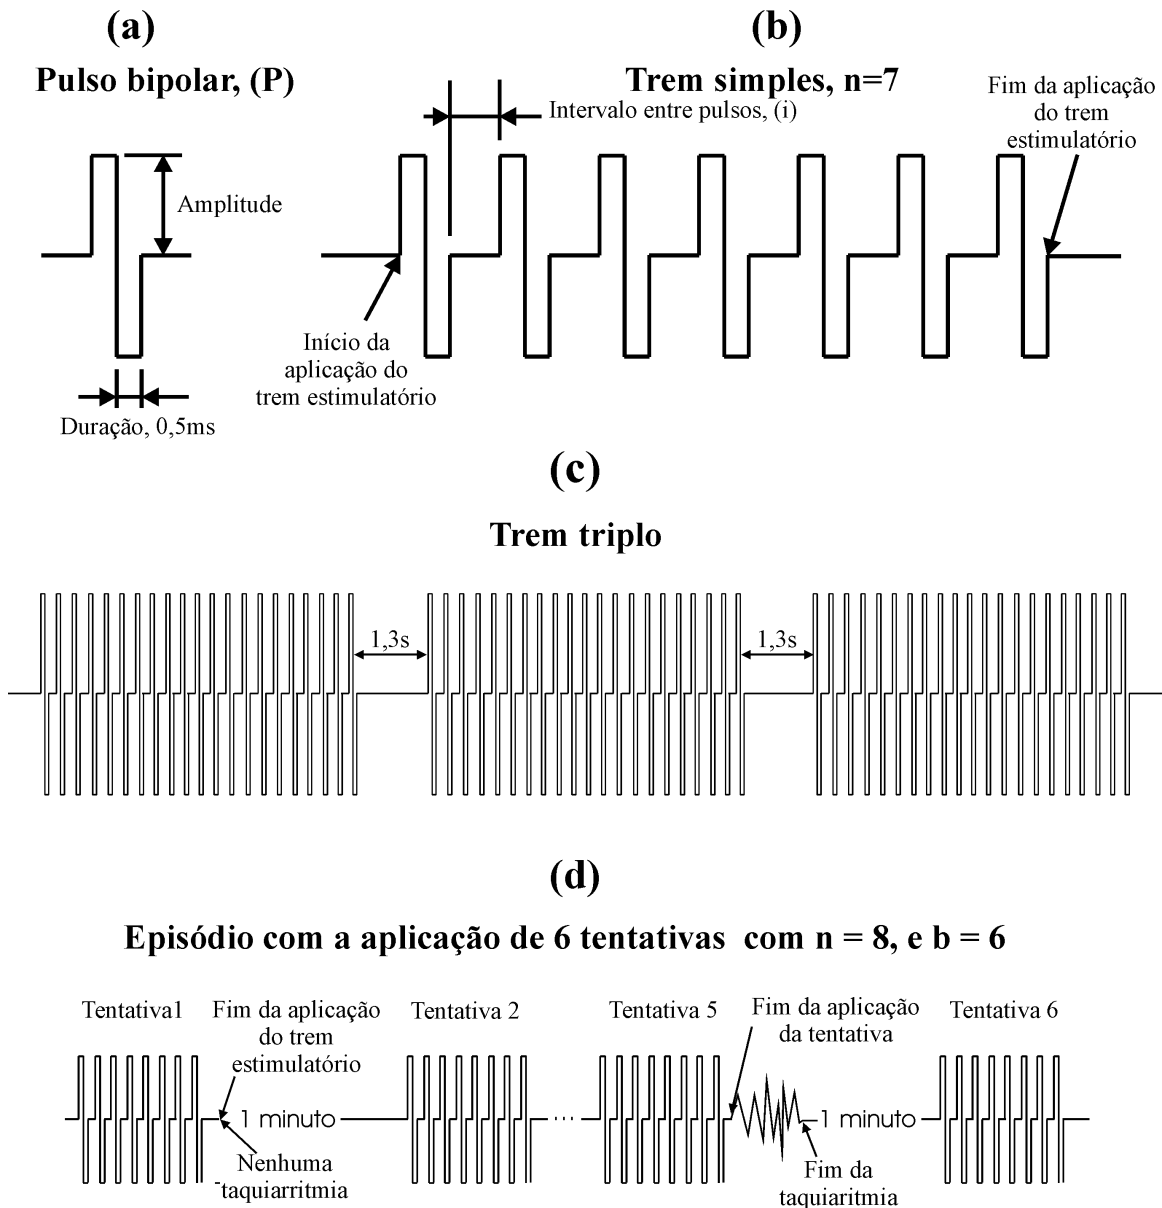 (a)
Pulso bipolar, (P)
Amplitude
Duração, 0,5ms
(b)
Trem simples, n=7
Intervalo entre pulsos, (i)
Fim da aplicação
do trem
estimulatório
Início da
aplicação do
trem estimulatório
(c)
Trem triplo
1,3s
1,3s
(d)
Episódio com a aplicação de 6 tentativas com n = 8, e b = 6
Tentativa1
Fim da aplicação
do trem
estimulatório
Tentativa 2
Tentativa 5
Fim da aplicação
da tentativa
Tentativa 6
1 minuto
...
1 minuto
Nenhuma
taquiarritmia
Fim da
taquiaritmia